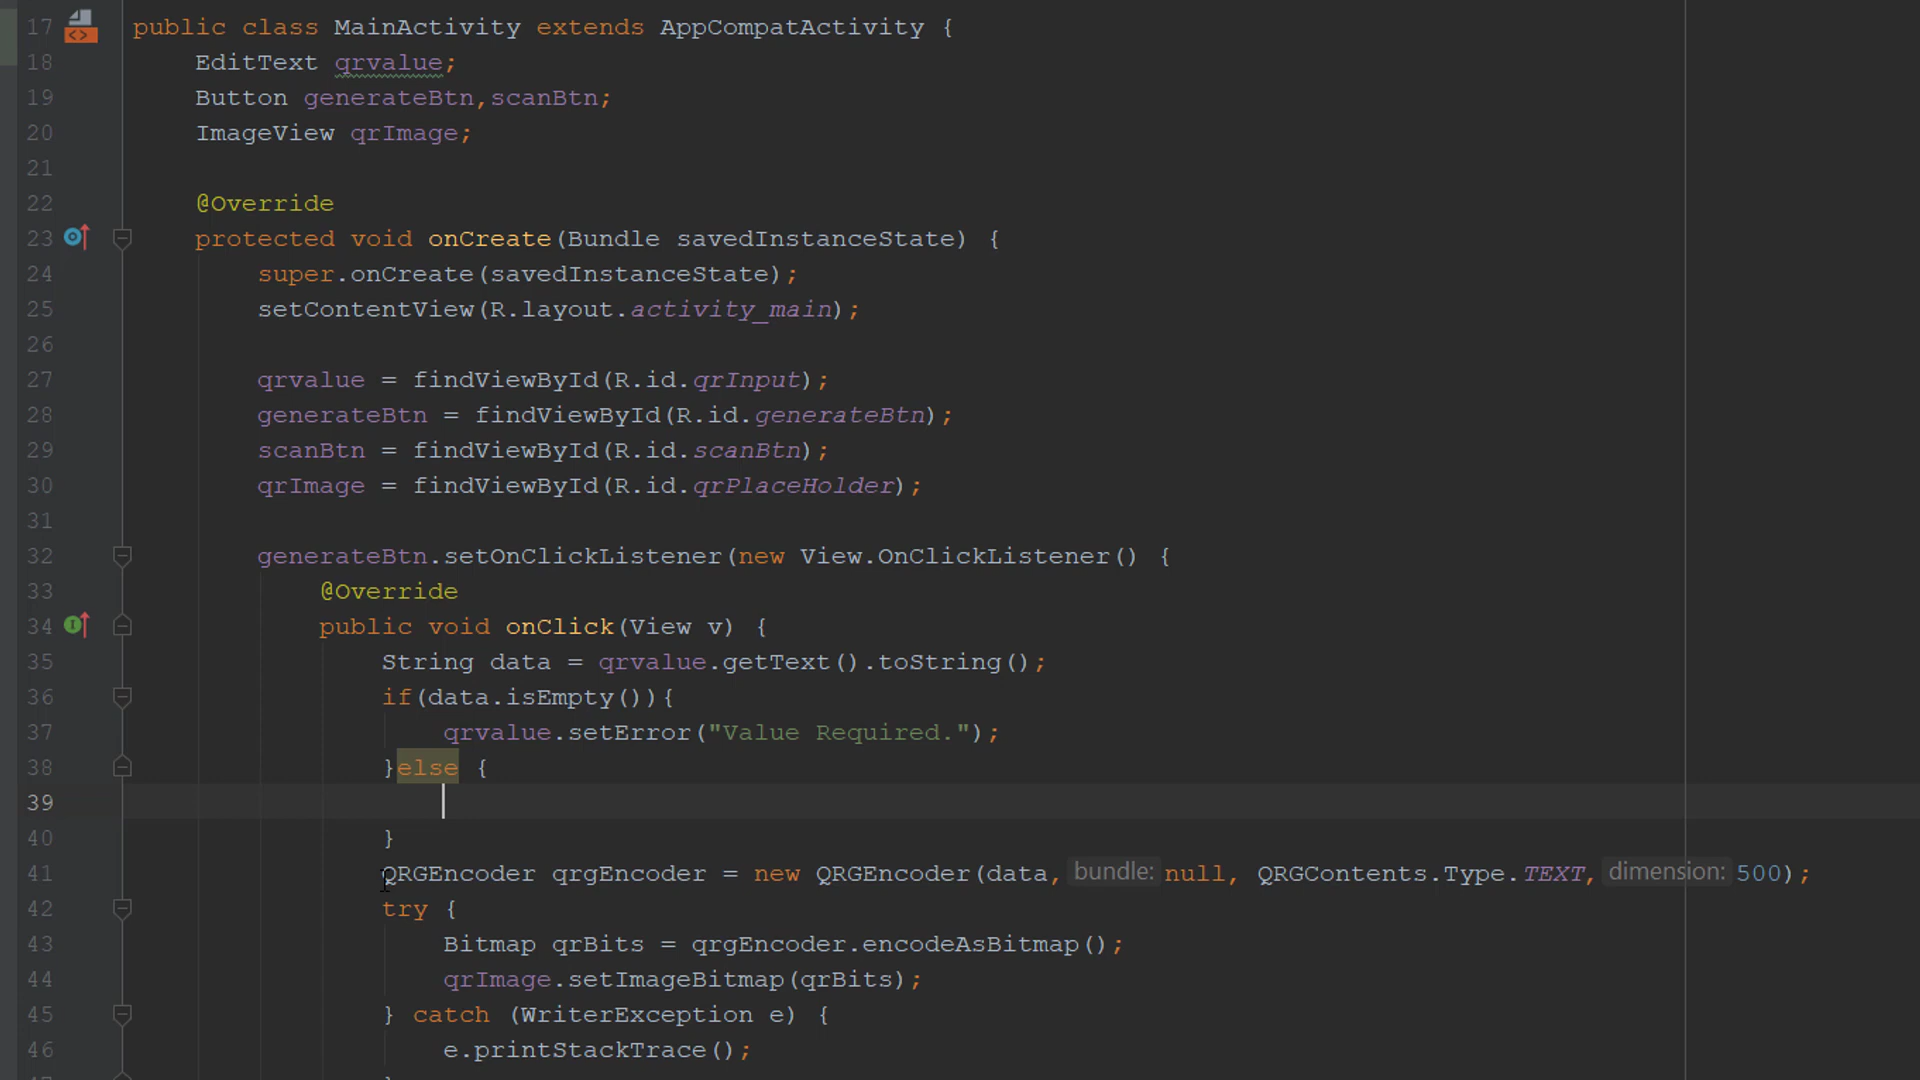 17 public class MainActivity extends AppCompatActivity {
18 EditText qrvalue;
19 Button generateBtn,scanBtn;
20 ImageView qrImage;
21
22 @Override
23 protected void onCreate(Bundle savedInstanceState) {
24 super.onCreate(savedInstanceState);
25 setContentView(R.layout.activity_main);
26
27 qrvalue = findViewById(R.id.qrInput);
28 generateBtn = findViewById(R.id.generateBtn);
29 scanBtn = findViewById(R.id.scanBtn);
30 qrImage = findViewById(R.id.qrPlaceHolder);
31
32 generateBtn.setOnClickListener(new View.OnClickListener() {
33 @Override
34 public void onClick(View v) {
35 String data = qrvalue.getText().toString();
36 if(data.isEmpty()){
37 qrvalue.setError("Value Required.");
38 }else {
39
40 }
41 QRGEncoder qrgEncoder = new QRGEncoder(data, bundle: null, QRGContents.Type.TEXT, dimension: 500);
42 try {
43 Bitmap qrBits = qrgEncoder.encodeAsBitmap();
44 qrImage.setImageBitmap(qrBits);
45 } catch (WriterException e) {
46 e.printStackTrace();